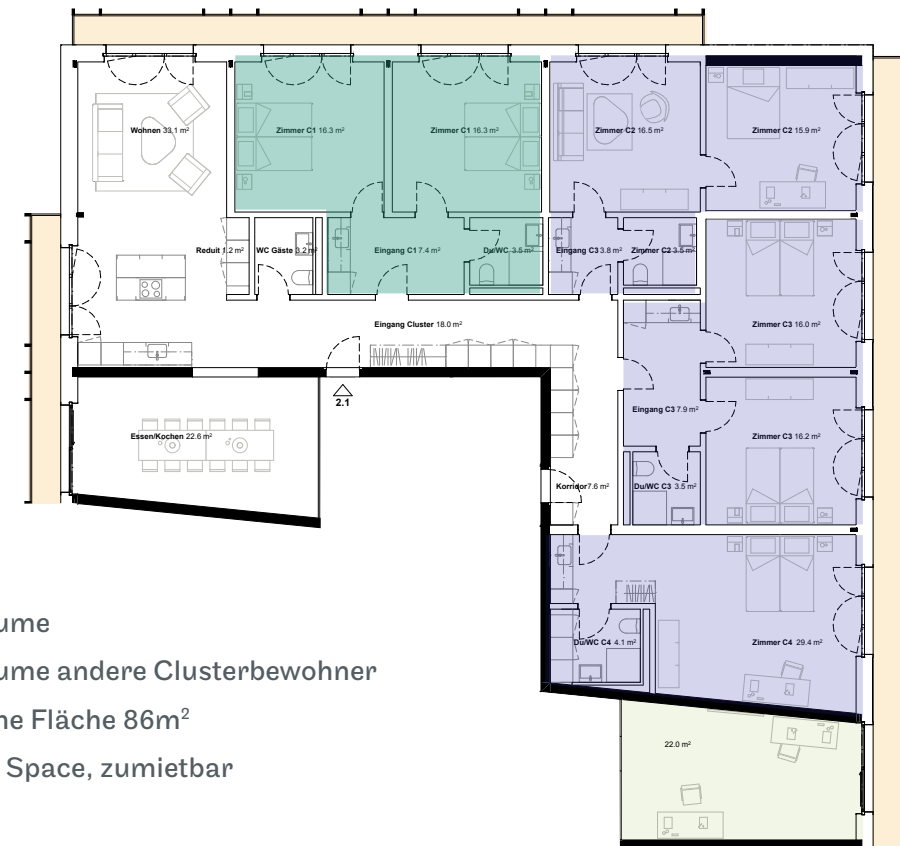 Wohnen 33.1 m²
Zimmer C1 16.3 m²
Zimmer C1 16.3 m²
Zimmer C2 16.5 m²
Zimmer C2 15.9 m²
Reduit 1.2 m²
WC Gäste 3.2 m²
Eingang C1 7.4 m²
Du/WC 3.5 m²
Eingang C3 3.8 m²
Zimmer C2 3.5 m²
Eingang Cluster 18.0 m²
Zimmer C3 16.0 m²
2.1
Eingang C3 7.9 m²
Essen/Kochen 22.6 m²
Zimmer C3 16.2 m²
Korridor 7.6 m²
Du/WC C3 3.5 m²
Du/WC C4 4.1 m²
Zimmer C4 29.4 m²
22.0 m²
ume
ume andere Clusterbewohner
ne Fläche 86m²
Space, zumietbar